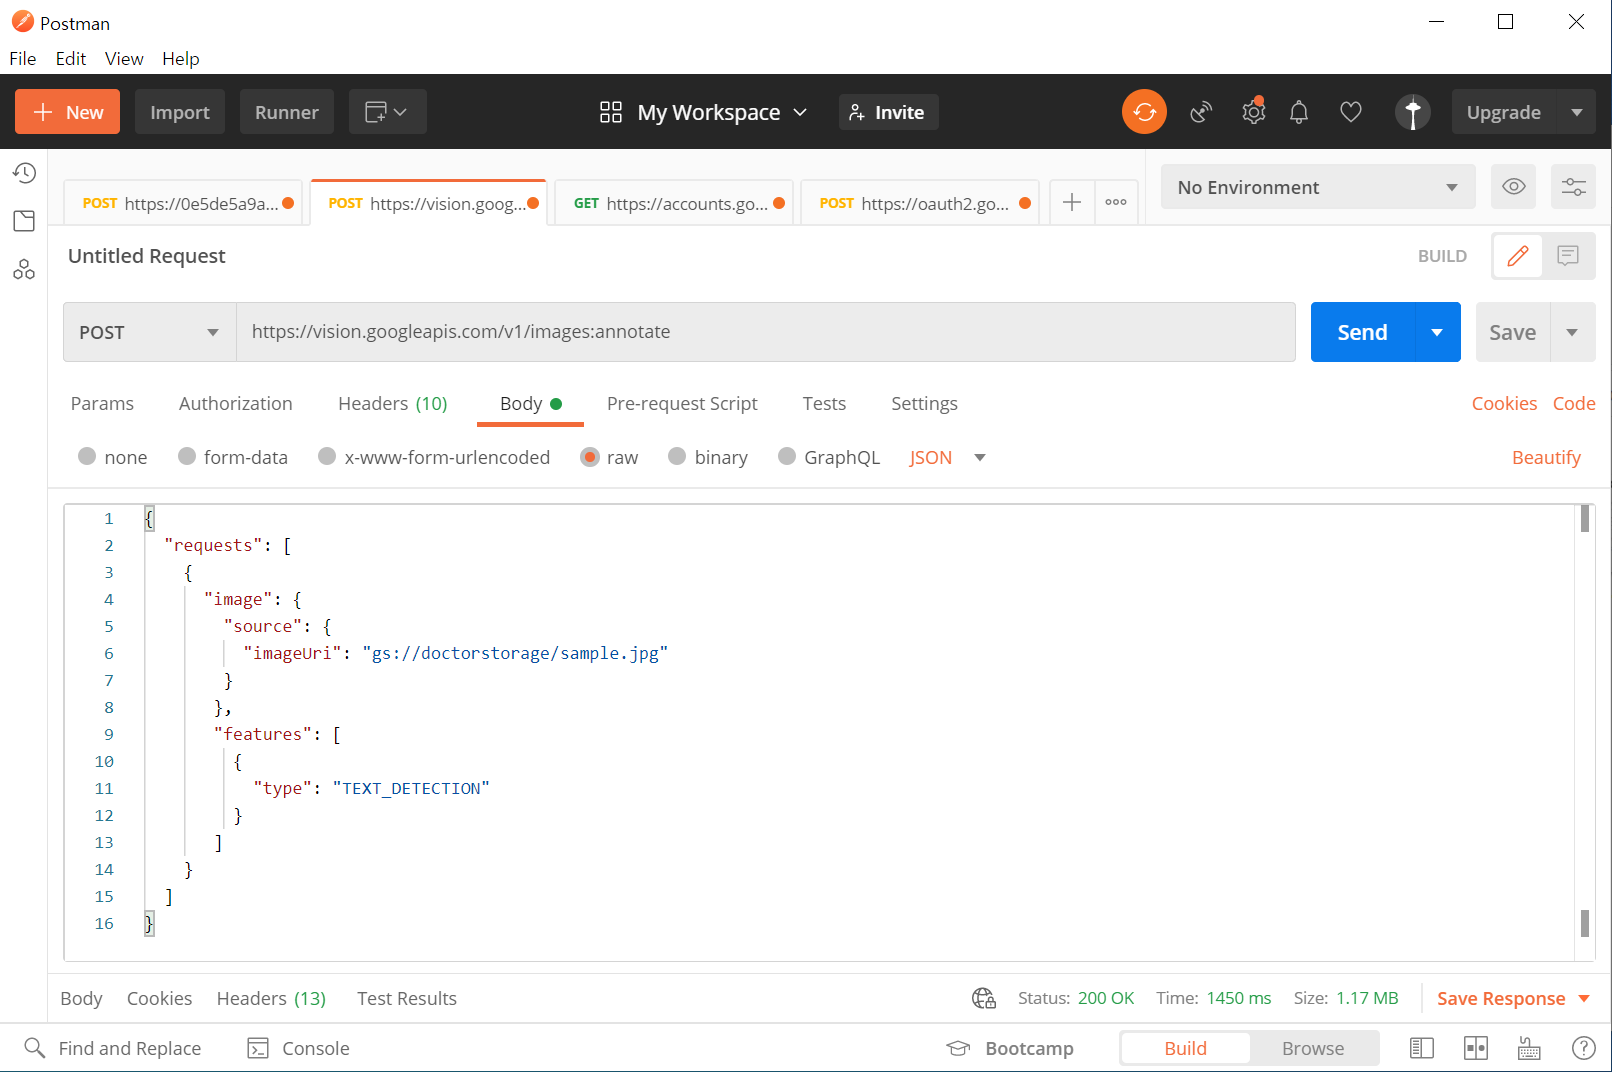 Postman
File Edit View Help
New Import Runner My Workspace Invite Upgrade
POST https://0e5de5a9a... POST https://vision.goog... GET https://accounts.go... POST https://oauth2.go... No Environment
Untitled Request BUILD
POST https://vision.googleapis.com/v1/images:annotate Send Save
Params Authorization Headers (10) Body Pre-request Script Tests Settings Cookies Code
none form-data x-www-form-urlencoded raw binary GraphQL JSON Beautify
1 {
2 "requests": [
3 {
4 "image": {
5 "source": {
6 "imageUri": "gs://doctorstorage/sample.jpg"
7 }
8 },
9 "features": [
10 {
11 "type": "TEXT_DETECTION"
12 }
13 ]
14 }
15 ]
16 }
Body Cookies Headers (13) Test Results Status: 200 OK Time: 1450 ms Size: 1.17 MB Save Response
Find and Replace Console Bootcamp Build Browse